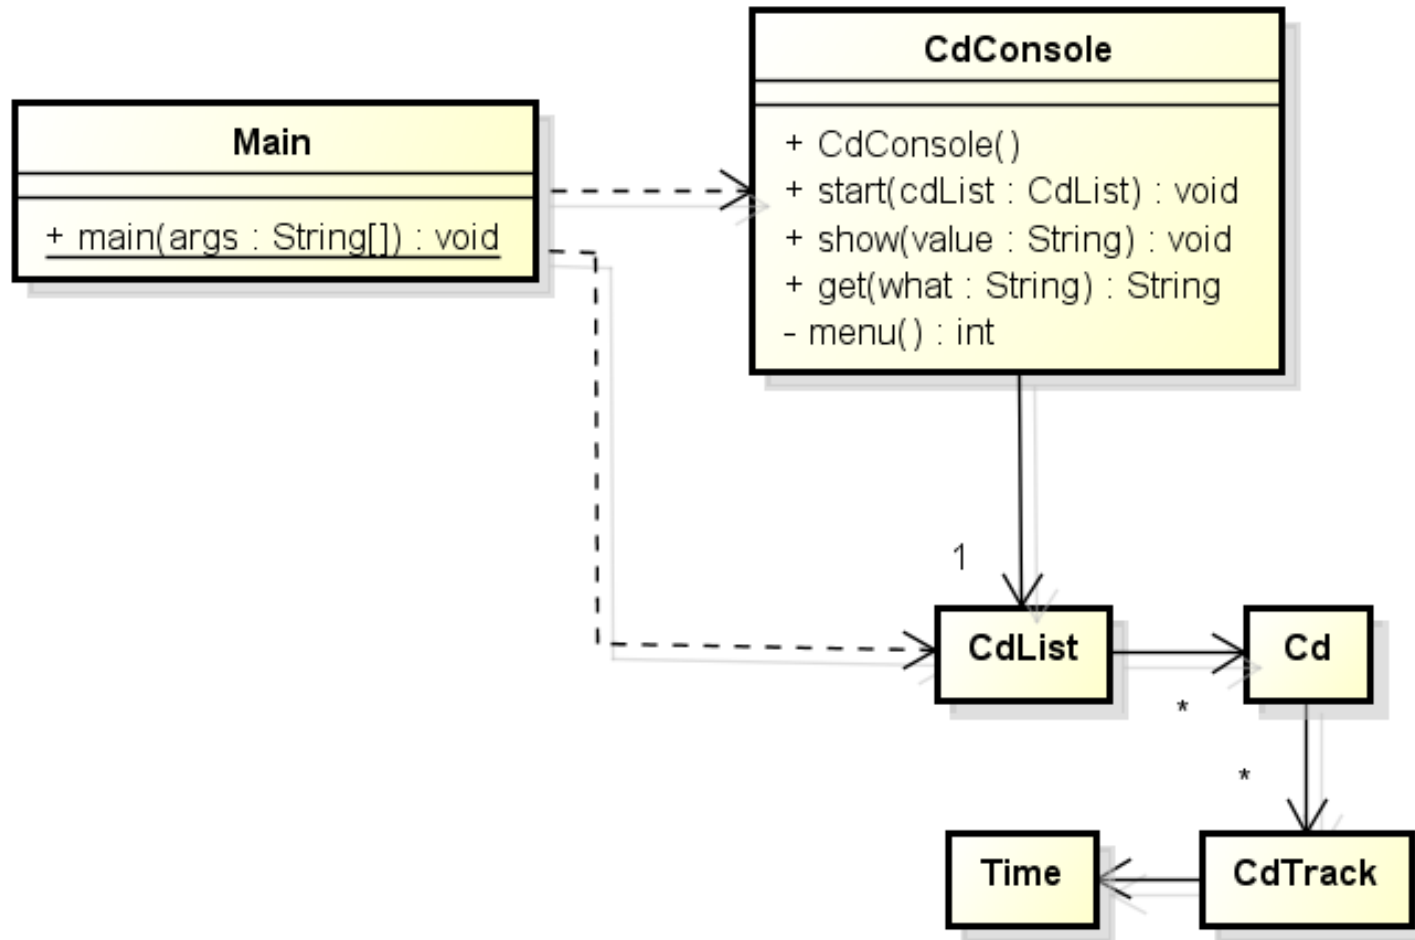 CdConsole
+ CdConsole()
+ start(cdList : CdList) : void
+ show(value : String) : void
+ get(what : String) : String
- menu() : int
Main
+ main(args : String[]) : void
1
CdList
Cd
*
*
Time
CdTrack